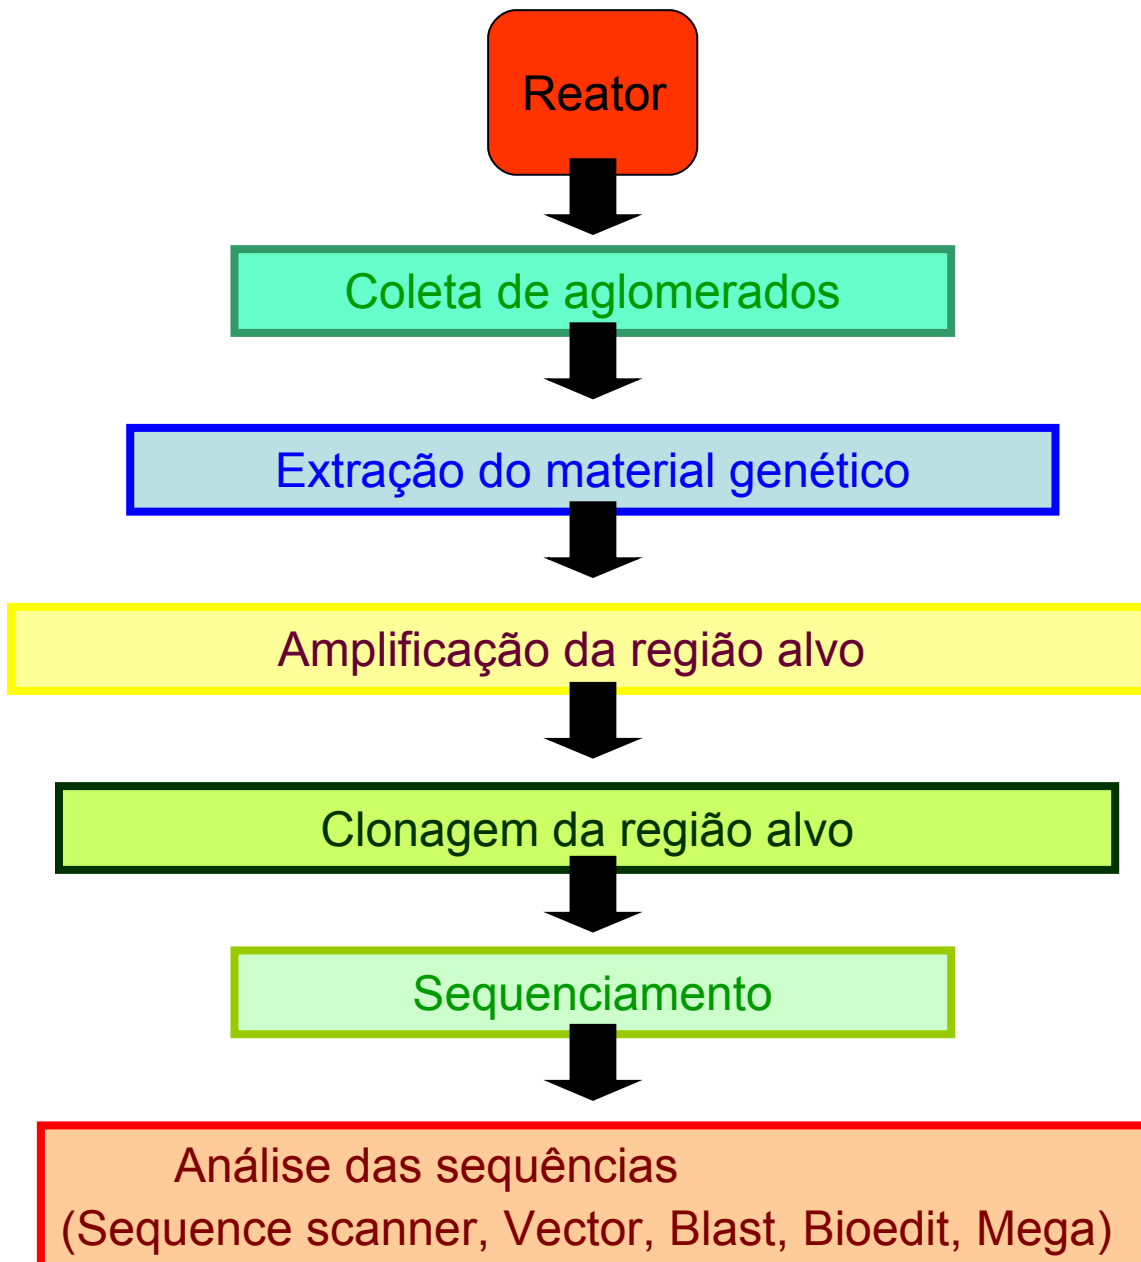 Reator
Coleta de aglomerados
Extração do material genético
Amplificação da região alvo
Clonagem da região alvo
Sequenciamento
Análise das sequências
(Sequence scanner, Vector, Blast, Bioedit, Mega)